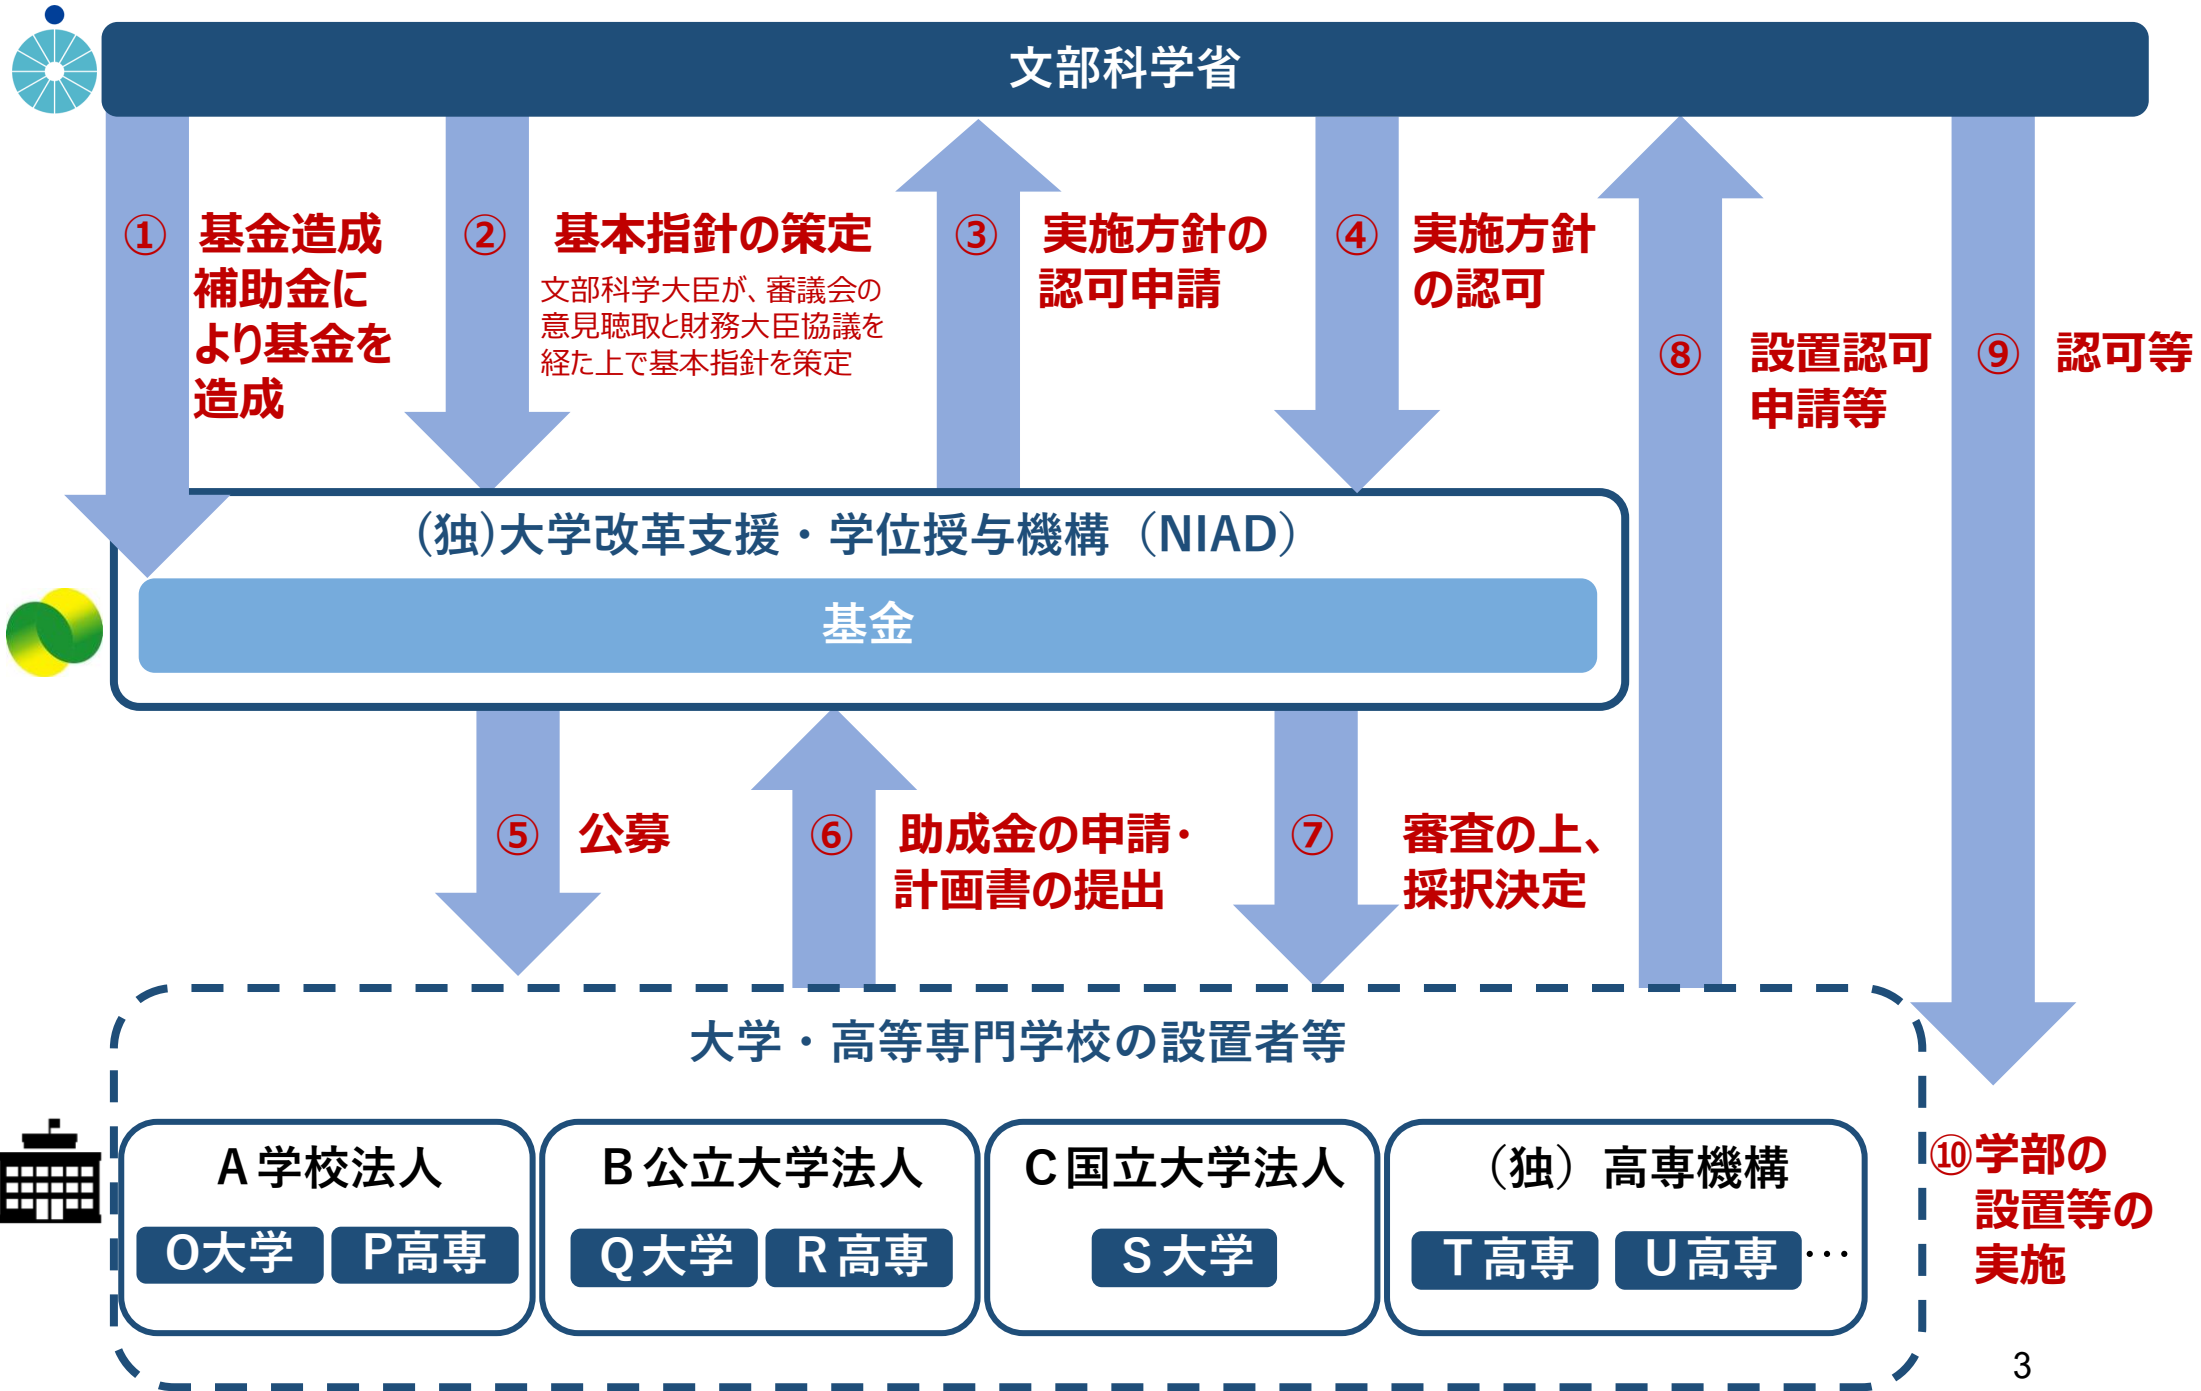 文部科学省
① 基金造成
補助金に
より基金を
造成
② 基本指針の策定
文部科学大臣が、審議会の
意見聴取と財務大臣協議を
経た上で基本指針を策定
③ 実施方針の
認可申請
④ 実施方針
の認可
⑧ 設置認可
申請等
⑨ 認可等
(独)大学改革支援・学位授与機構（NIAD）
基金
⑤ 公募
⑥ 助成金の申請・
計画書の提出
⑦ 審査の上、
採択決定
大学・高等専門学校の設置者等
A学校法人
O大学 P高専
B公立大学法人
Q大学 R高専
C国立大学法人
S大学
（独）高専機構
T高専 U高専 …
⑩学部の
設置等の
実施
3